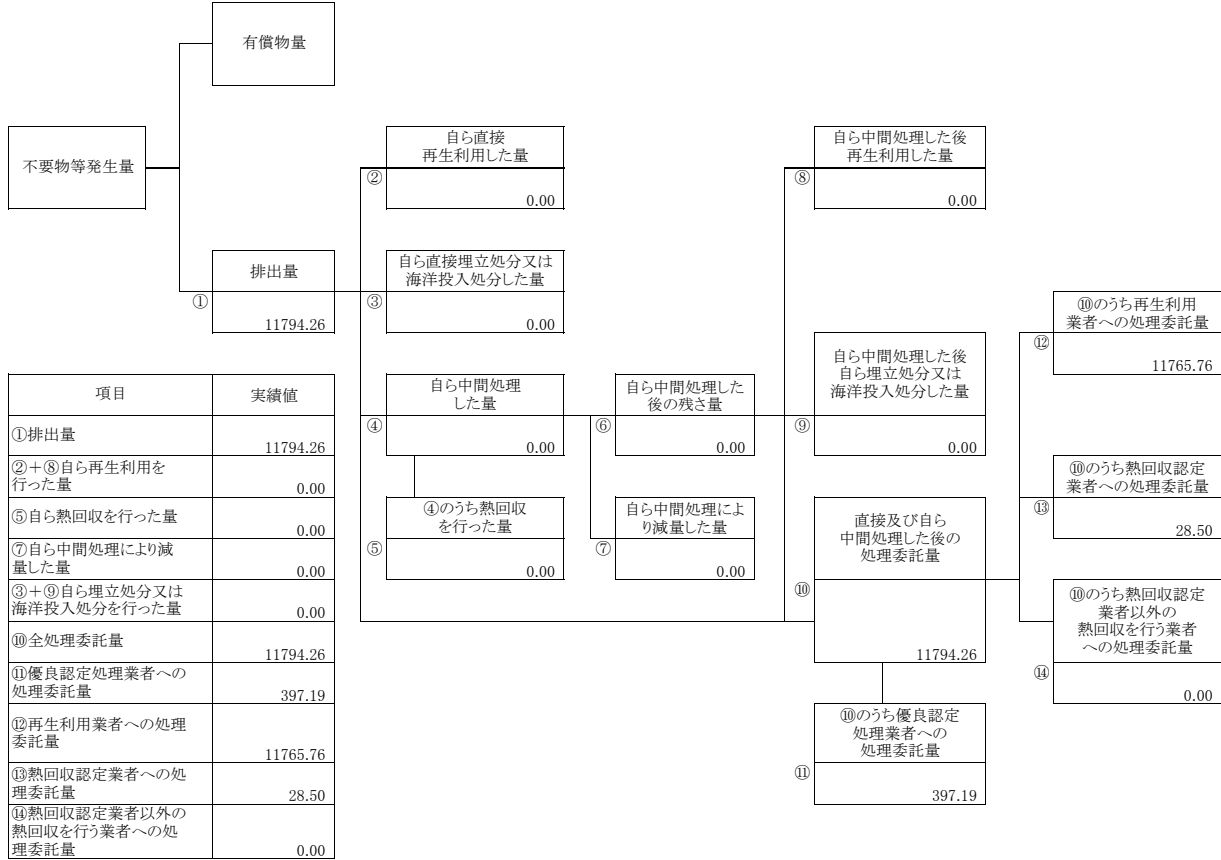 有償物量
不要物等発生量
自ら直接
再生利用した量
②
0.00
自ら中間処理した後
再生利用した量
⑧
0.00
排出量
①
11794.26
自ら直接埋立処分又は
海洋投入処分した量
③
0.00
⑩のうち再生利用
業者への処理委託量
⑫
11765.76
自ら中間処理
した量
④
0.00
自ら中間処理した
後の残さ量
⑥
0.00
自ら中間処理した後
自ら埋立処分又は
海洋投入処分した量
⑨
0.00
⑩のうち熱回収認定
業者への処理委託量
⑬
28.50
④のうち熱回収
を行った量
⑤
0.00
自ら中間処理によ
り減量した量
⑦
0.00
直接及び自ら
中間処理した後の
処理委託量
⑩
11794.26
⑩のうち熱回収認定
業者以外の
熱回収を行う業者
への処理委託量
⑭
0.00
⑩のうち優良認定
処理業者への
処理委託量
⑪
397.19
項目 実績値
①排出量
11794.26
②+⑧自ら再生利用を
行った量
0.00
⑤自ら熱回収を行った量
0.00
⑦自ら中間処理により減
量した量
0.00
③+⑨自ら埋立処分又は
海洋投入処分を行った量
0.00
⑩全処理委託量
11794.26
⑪優良認定処理業者への
処理委託量
397.19
⑫再生利用業者への処理
委託量
11765.76
⑬熱回収認定業者への処
理委託量
28.50
⑭熱回収認定業者以外の
熱回収を行う業者への処
理委託量
0.00